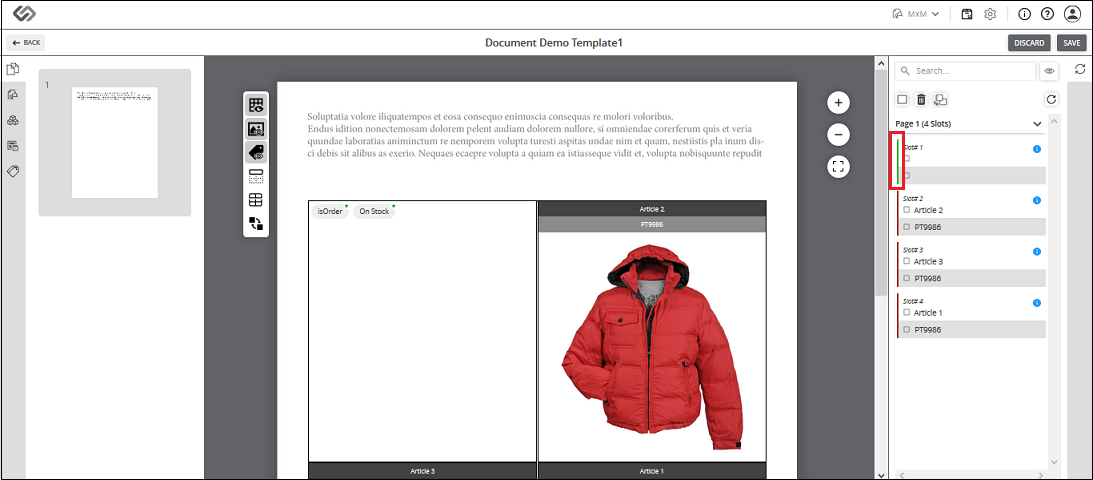 MxM
BACK
Document Demo Template1
DISCARD
SAVE
1
Soluptatia volore iliquatempos et eosa consequo enimuscia consequas re molori voloribus.
Endus idition nonectemosam dolorem pelent audiam dolorem nullore, si omniendae corerferum quis et veria
quundae laboratias animinctum re nemporem volupta turesti aspitas undae nim et quam, nestiistis pla inum dis-
ci debis sit alibus as exerio. Nequaes ecaepre volupta a quiam ea istiasseque vidit et, volupta nobisqunte repudit
isOrder
On Stock
Article 2
PT9986
Article 3
Article 1
Search...
Page 1 (4 Slots)
Slot# 1
Slot# 2
Article 2
PT9986
Slot# 3
Article 3
PT9986
Slot# 4
Article 1
PT9986